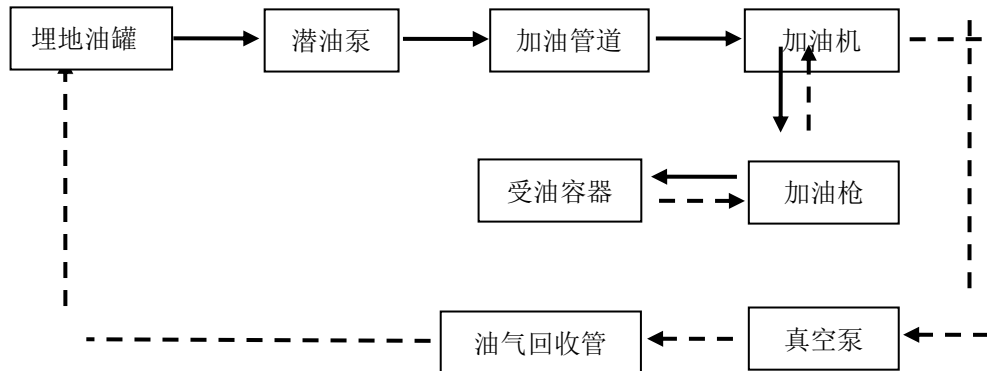 埋地油罐
潜油泵
加油管道
加油机
受油容器
加油枪
油气回收管
真空泵